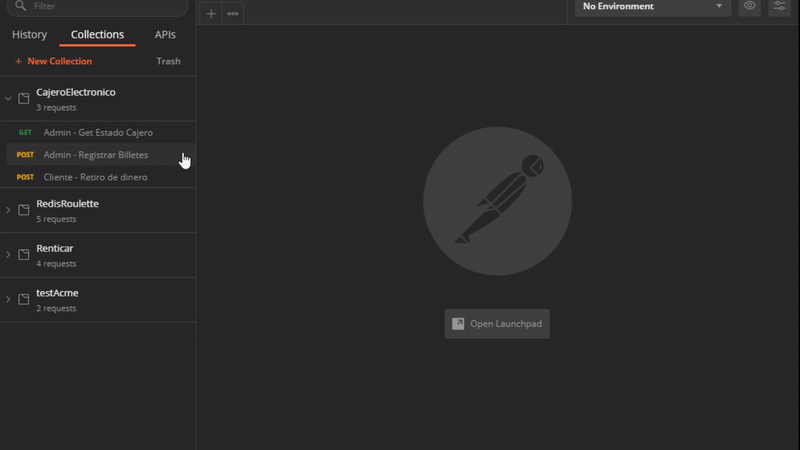 Filter
No Environment
History Collections APIs
+ New Collection Trash
CajeroElectronico
3 requests
GET Admin - Get Estado Cajero
POST Admin - Registrar Billetes
POST Cliente - Retiro de dinero
RedisRoulette
5 requests
Renticar
4 requests
testAcme
2 requests
Open Launchpad